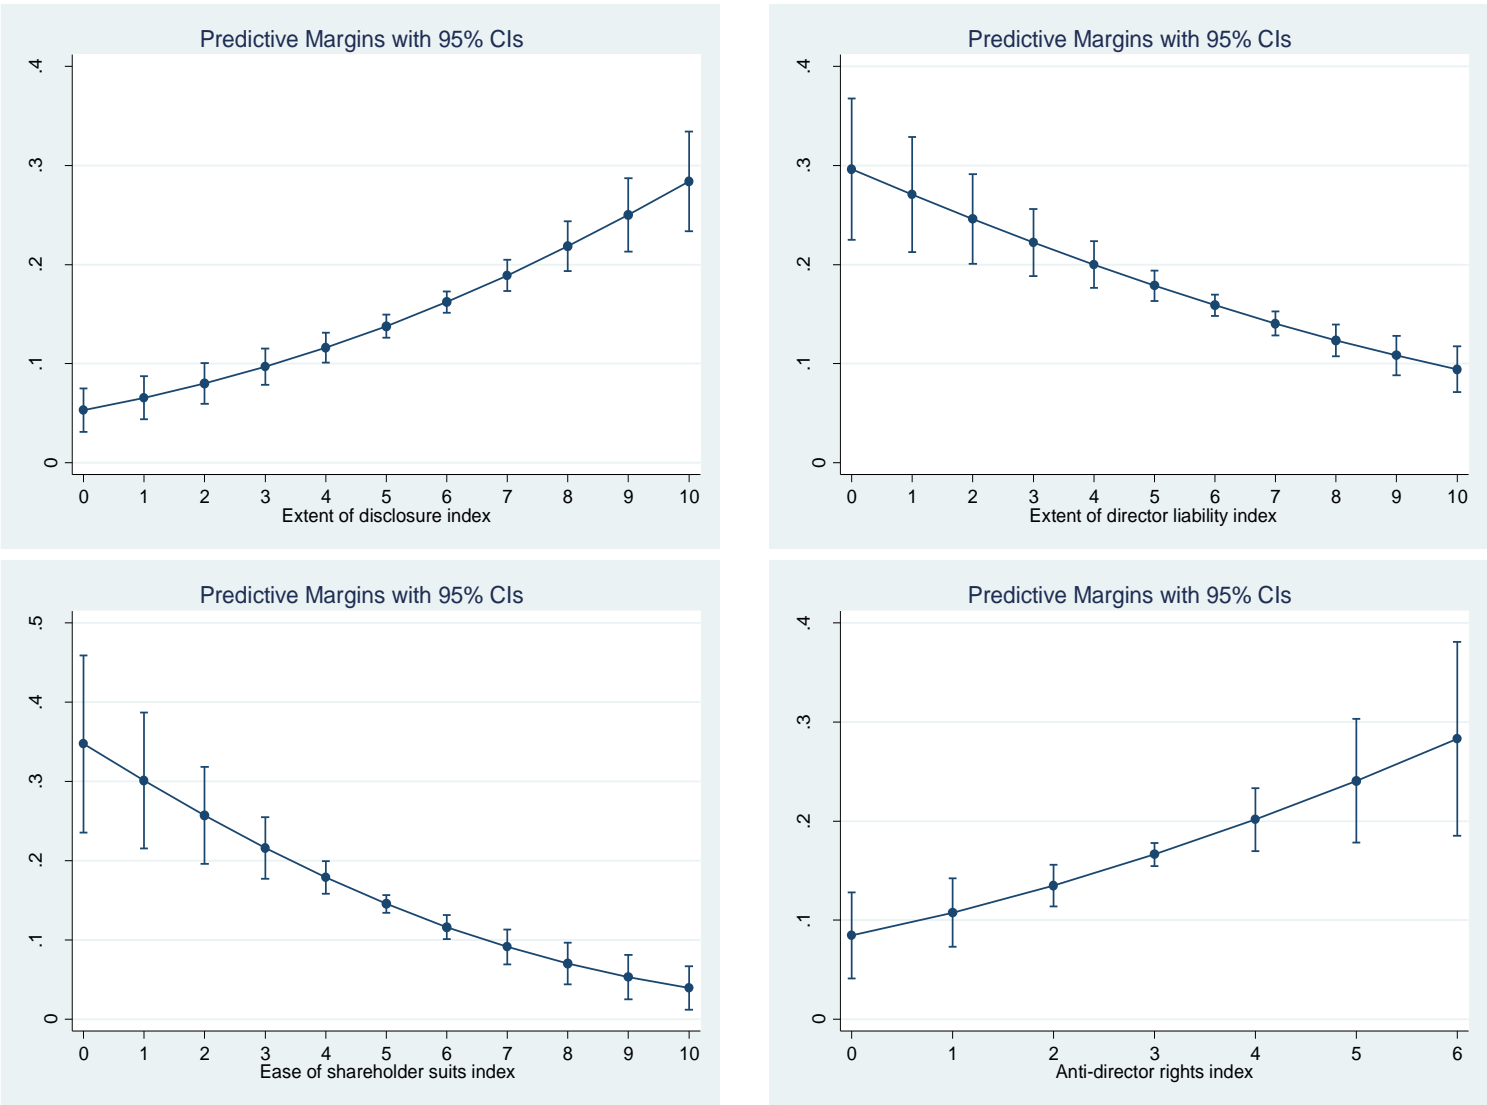 Predictive Margins with 95% CIs
.4
.3
.2
.1
0
0 1 2 3 4 5 6 7 8 9 10
Extent of disclosure index
Predictive Margins with 95% CIs
.4
.3
.2
.1
0
0 1 2 3 4 5 6 7 8 9 10
Extent of director liability index
Predictive Margins with 95% CIs
.5
.4
.3
.2
.1
0
0 1 2 3 4 5 6 7 8 9 10
Ease of shareholder suits index
Predictive Margins with 95% CIs
.4
.3
.2
.1
0
0 1 2 3 4 5 6
Anti-director rights index